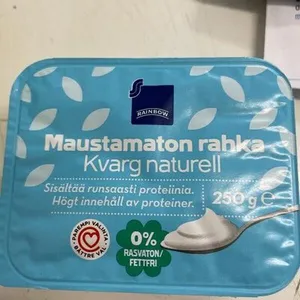 RAINBOW
Maustamaton rahka
Kvarg naturell
Sisältää runsaasti proteiinia.
Högt innehåll av proteiner.
250 g ℮
PAREMPI VALINTA
BÄTTRE VAL
0%
RASVATON/
FETTFRI